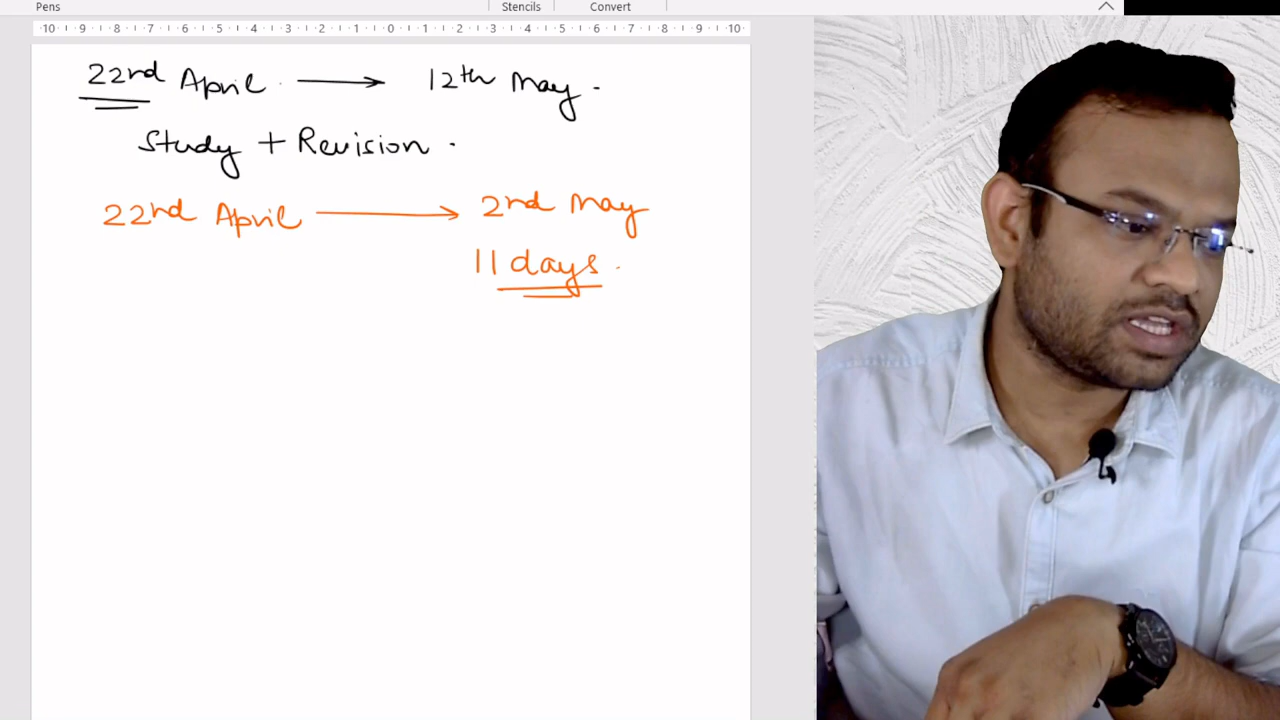 Pens Stencils Convert
10 9 8 7 6 5 4 3 2 1 0 1 2 3 4 5 6 7 8 9 10
22nd April → 12th May.
Study + Revision.
22nd April → 2nd May
11 days.